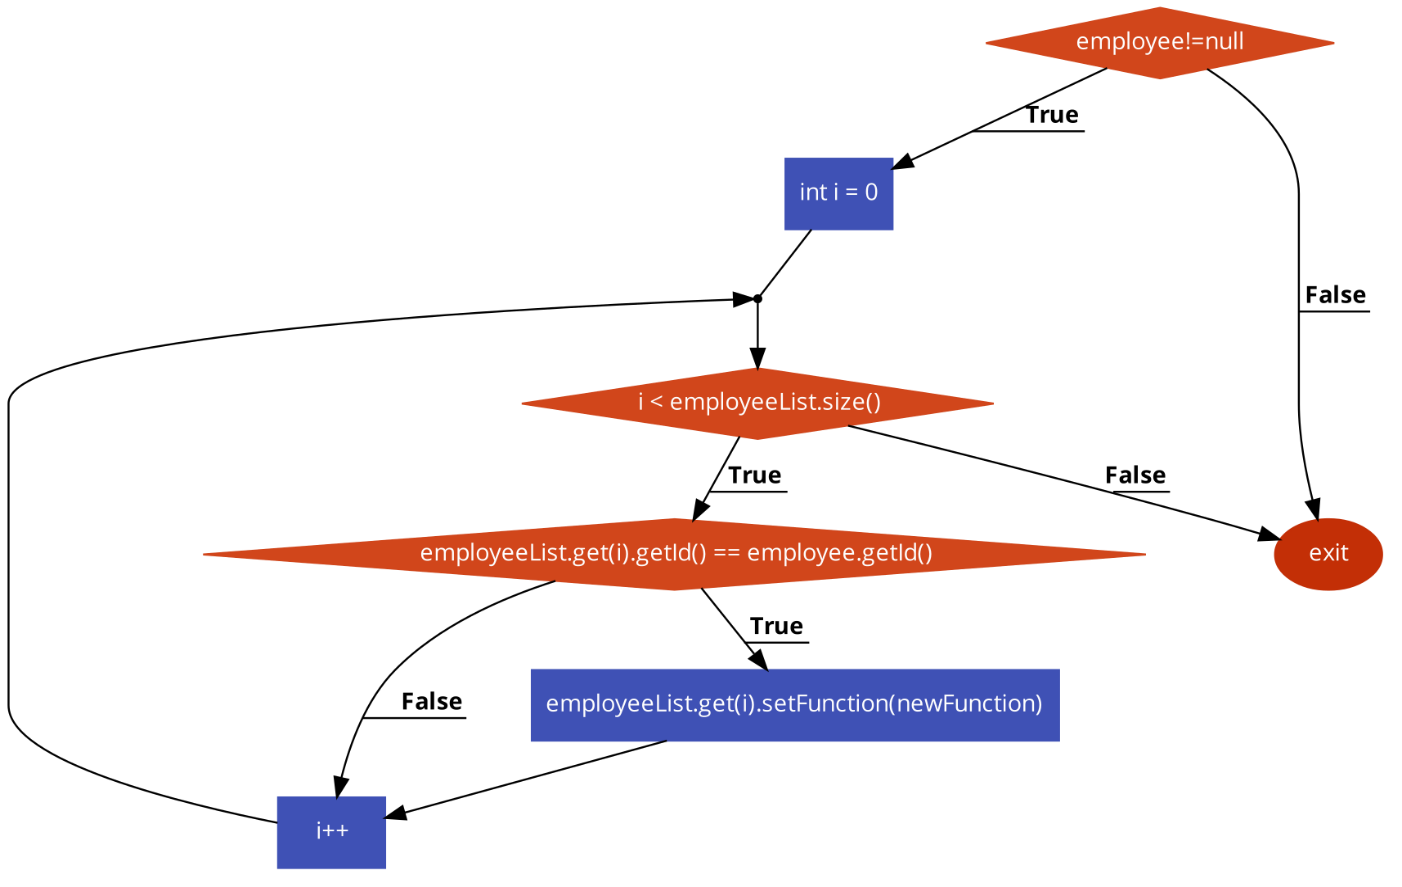 employee!=null
True
int i = 0
False
i < employeeList.size()
True
False
employeeList.get(i).getId() == employee.getId()
exit
True
False
employeeList.get(i).setFunction(newFunction)
i++